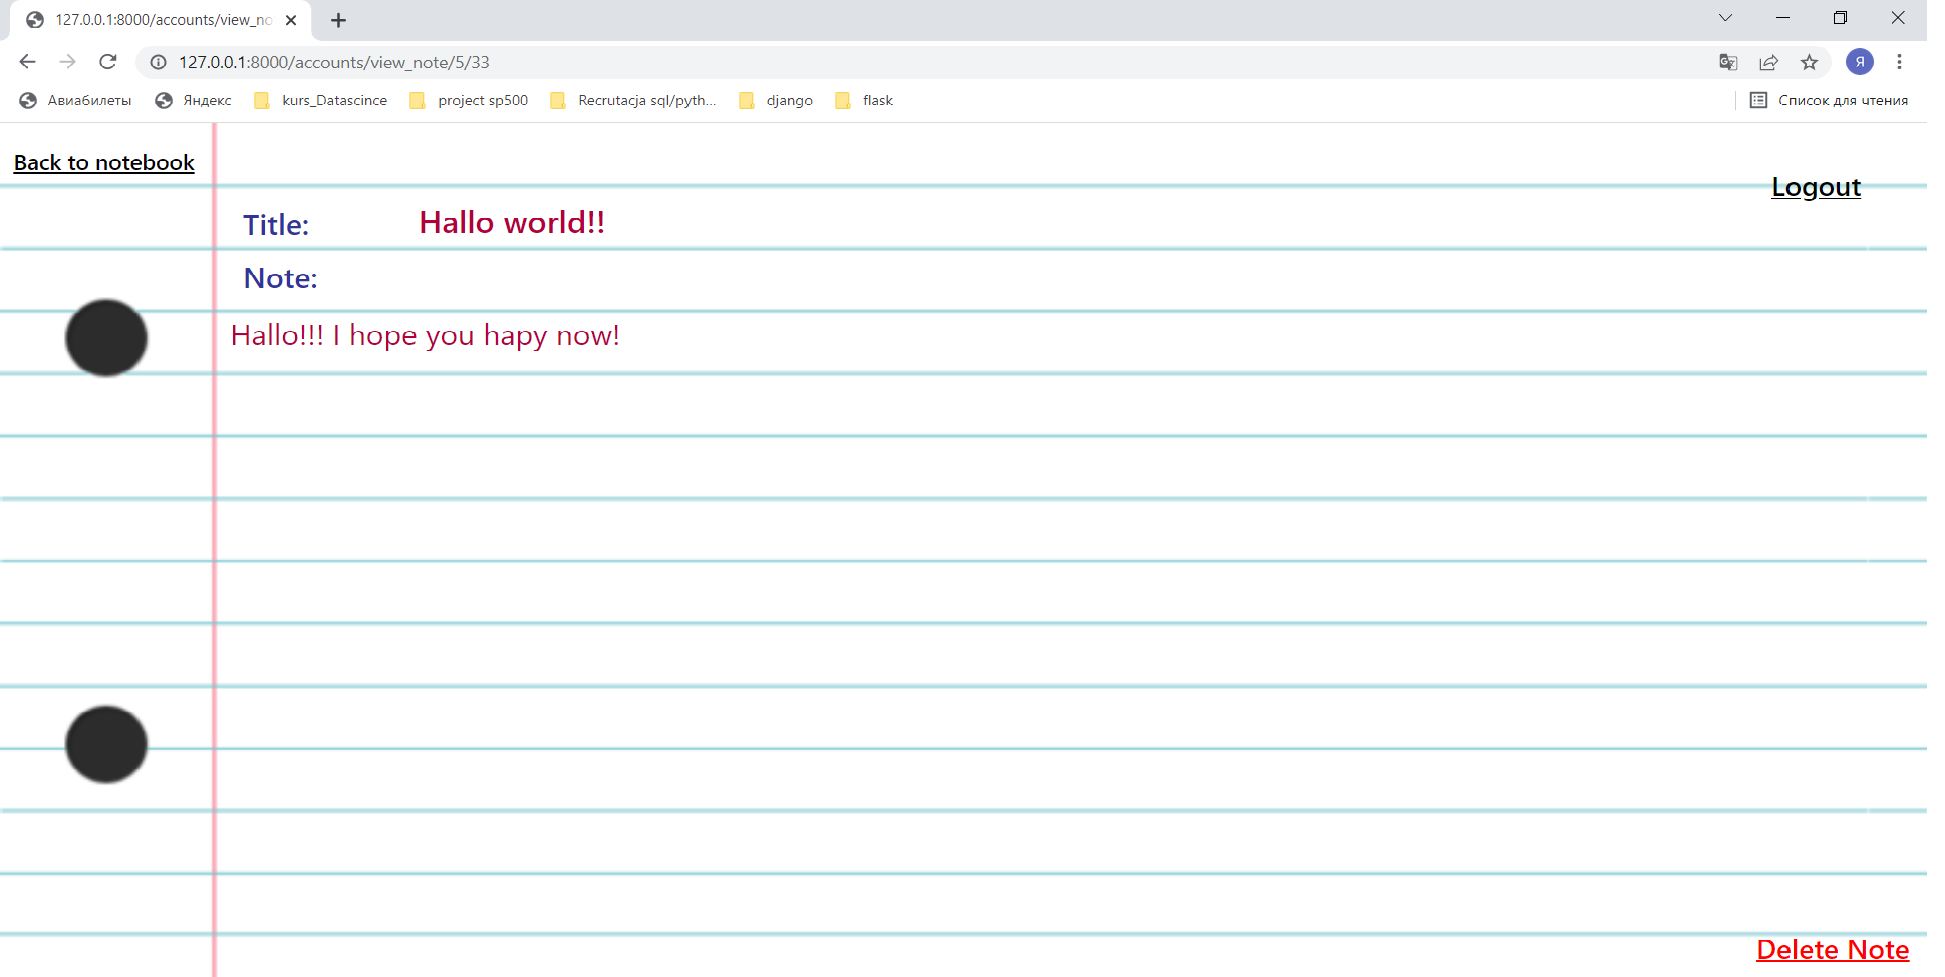 127.0.0.1:8000/accounts/view_no
127.0.0.1:8000/accounts/view_note/5/33
Я
Авиабилеты
Яндекс
kurs_Datascince
project sp500
Recrutacja sql/pyth...
django
flask
Список для чтения
Back to notebook
Logout
Title:
Hallo world!!
Note:
Hallo!!! I hope you hapy now!
Delete Note